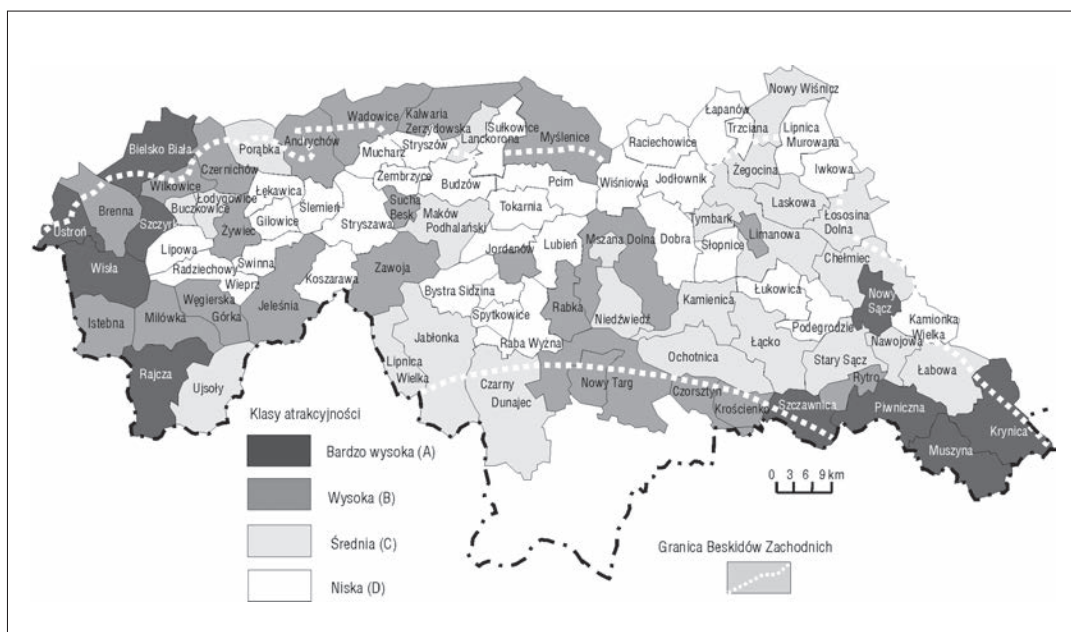 Nowy Wiśnicz
Łapanów
Wadowice
Kalwaria
Zerzydowska
Sułkowice
Lanckorona
Myślenice
Trzciana
Lipnica
Murowana
Bielsko Biała
Porąbka
Andrychów
Stryszów
Mucharz
Raciechowice
Czernichów
Wilkowice
Zembrzyce
Budzów
Pcim
Wiśniowa
Jodłownik
Żegocina
Iwkowa
Brenna
Łodygowice
Łękawica
Buczkowice
Ślemień
Sucha
Besk.
Tokarnia
Laskowa
Ustroń
Szczyrk
Żywiec
Gilowice
Stryszawa
Maków
Podhalański
Tymbark
Łososina
Dolna
Lipowa
Jordanów
Lubień
Mszana Dolna
Dobra
Słopnice
Limanowa
Chełmiec
Wisła
Radziechowy
Świnna
Wieprz
Koszarawa
Zawoja
Bystra Sidzina
Łukowica
Nowy
Sącz
Istebna
Milówka
Węgierska
Górka
Jeleśnia
Spytkowice
Rabka
Niedźwiedź
Kamienica
Podegrodzie
Kamionka
Wielka
Jabłonka
Raba Wyżna
Łącko
Nawojowa
Rajcza
Ujsoły
Lipnica
Wielka
Ochotnica
Stary Sącz
Łabowa
Czarny
Dunajec
Nowy Targ
Czorsztyn
Krościenko
Szczawnica
Rytro
Piwniczna
Krynica
Muszyna
Klasy atrakcyjności
Bardzo wysoka (A)
Wysoka (B)
Średnia (C)
Niska (D)
0 3 6 9 km
Granica Beskidów Zachodnich